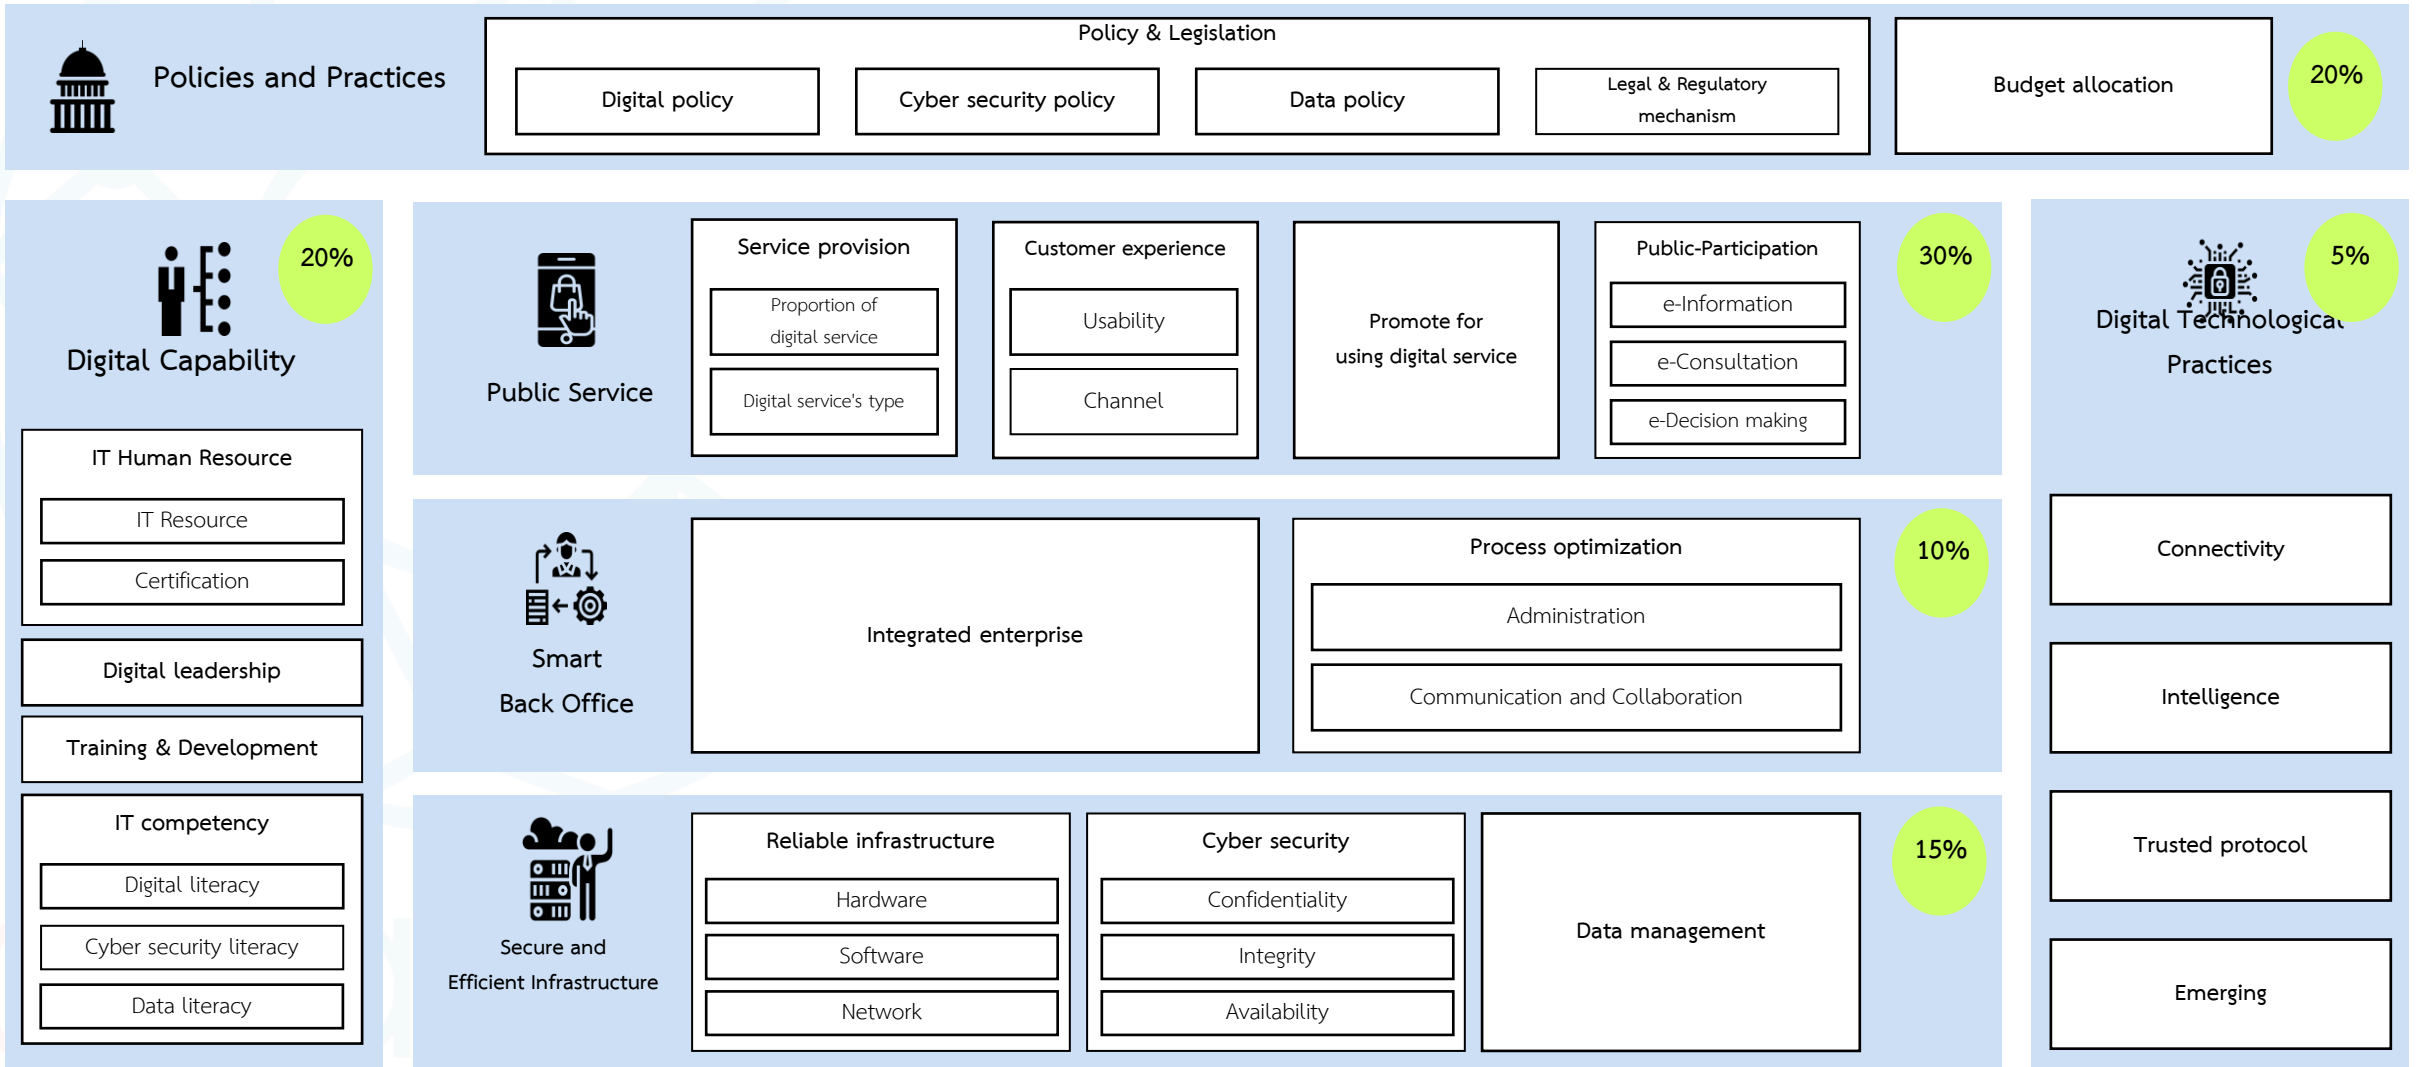 Policies and Practices
Policy & Legislation
Digital policy
Cyber security policy
Data policy
Legal & Regulatory
mechanism
Budget allocation
20%
20%
Digital Capability
IT Human Resource
IT Resource
Certification
Digital leadership
Training & Development
IT competency
Digital literacy
Cyber security literacy
Data literacy
Public Service
Service provision
Proportion of
digital service
Digital service's type
Customer experience
Usability
Channel
Promote for
using digital service
Public-Participation
e-Information
e-Consultation
e-Decision making
30%
Smart
Back Office
Integrated enterprise
Process optimization
Administration
Communication and Collaboration
10%
Secure and
Efficient Infrastructure
Reliable infrastructure
Hardware
Software
Network
Cyber security
Confidentiality
Integrity
Availability
Data management
15%
5%
Digital Technological
Practices
Connectivity
Intelligence
Trusted protocol
Emerging